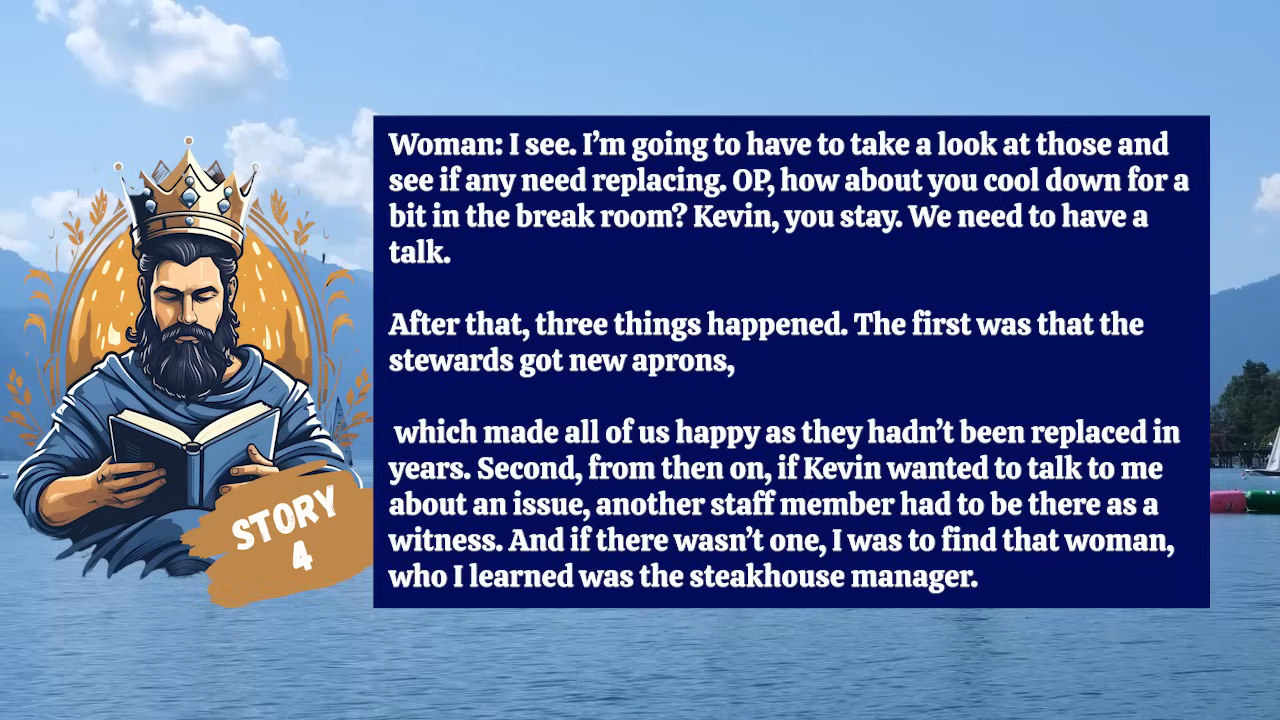 Woman: I see. I’m going to have to take a look at those and
see if any need replacing. OP, how about you cool down for a
bit in the break room? Kevin, you stay. We need to have a
talk.
After that, three things happened. The first was that the
stewards got new aprons,
which made all of us happy as they hadn’t been replaced in
years. Second, from then on, if Kevin wanted to talk to me
about an issue, another staff member had to be there as a
witness. And if there wasn’t one, I was to find that woman,
who I learned was the steakhouse manager.
STORY
4